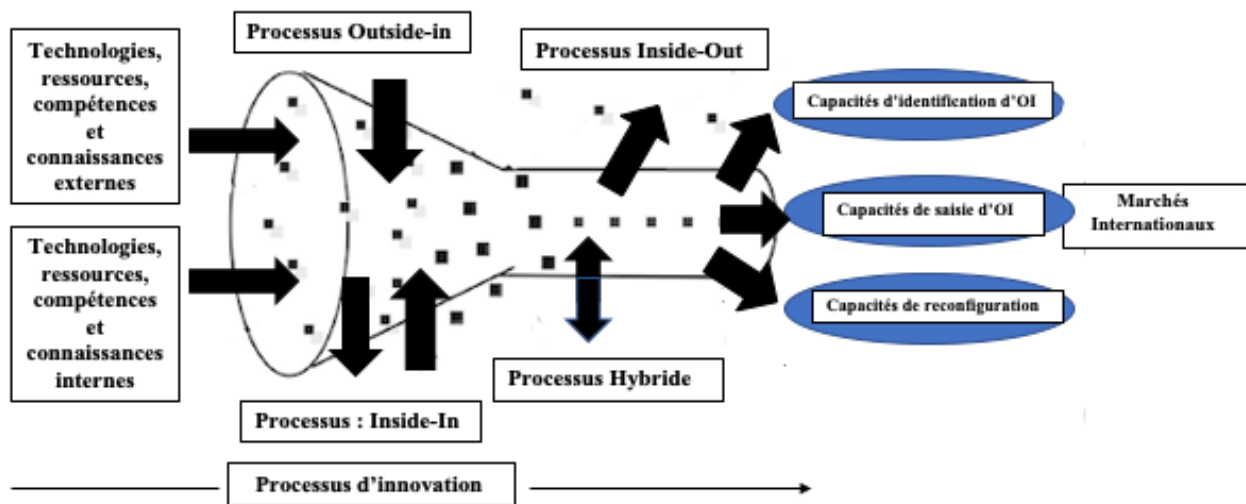 Technologies,
ressources,
compétences
et
connaissances
externes
Processus Outside-in
Processus Inside-Out
Capacités d'identification d'OI
Capacités de saisie d'OI
Marchés
Internationaux
Technologies,
ressources,
compétences
et
connaissances
internes
Capacités de reconfiguration
Processus Hybride
Processus : Inside-In
Processus d'innovation